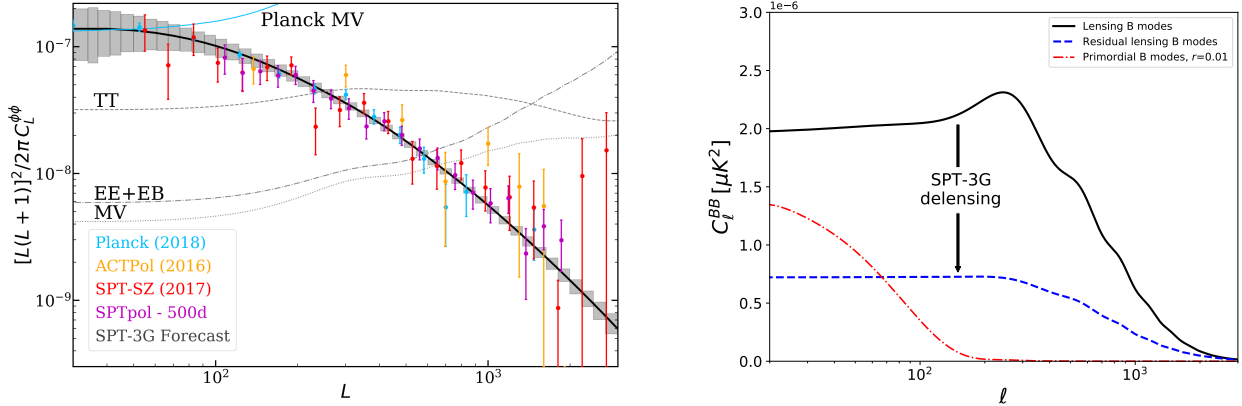 Planck MV
TT
EE+EB
MV
Planck (2018)
ACTPol (2016)
SPT-SZ (2017)
SPTpol - 500d
SPT-3G Forecast
[L(L + 1)]²/2π C_L^{ϕϕ}
10⁻⁷
10⁻⁸
10⁻⁹
10²
10³
L
1e−6
Lensing B modes
Residual lensing B modes
Primordial B modes, r=0.01
SPT-3G
delensing
C_ℓ^{BB} [μK²]
3.0
2.5
2.0
1.5
1.0
0.5
0.0
10²
10³
ℓ